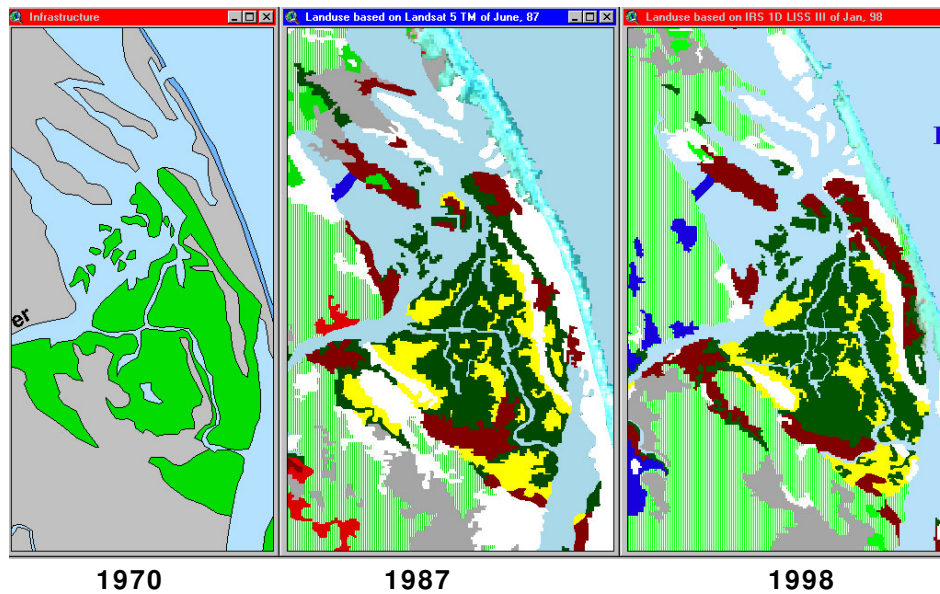 Infrastructure
Landuse based on Landsat 5 TM of June, 87
Landuse based on IRS 1D LISS III of Jan, 98
er
1970
1987
1998